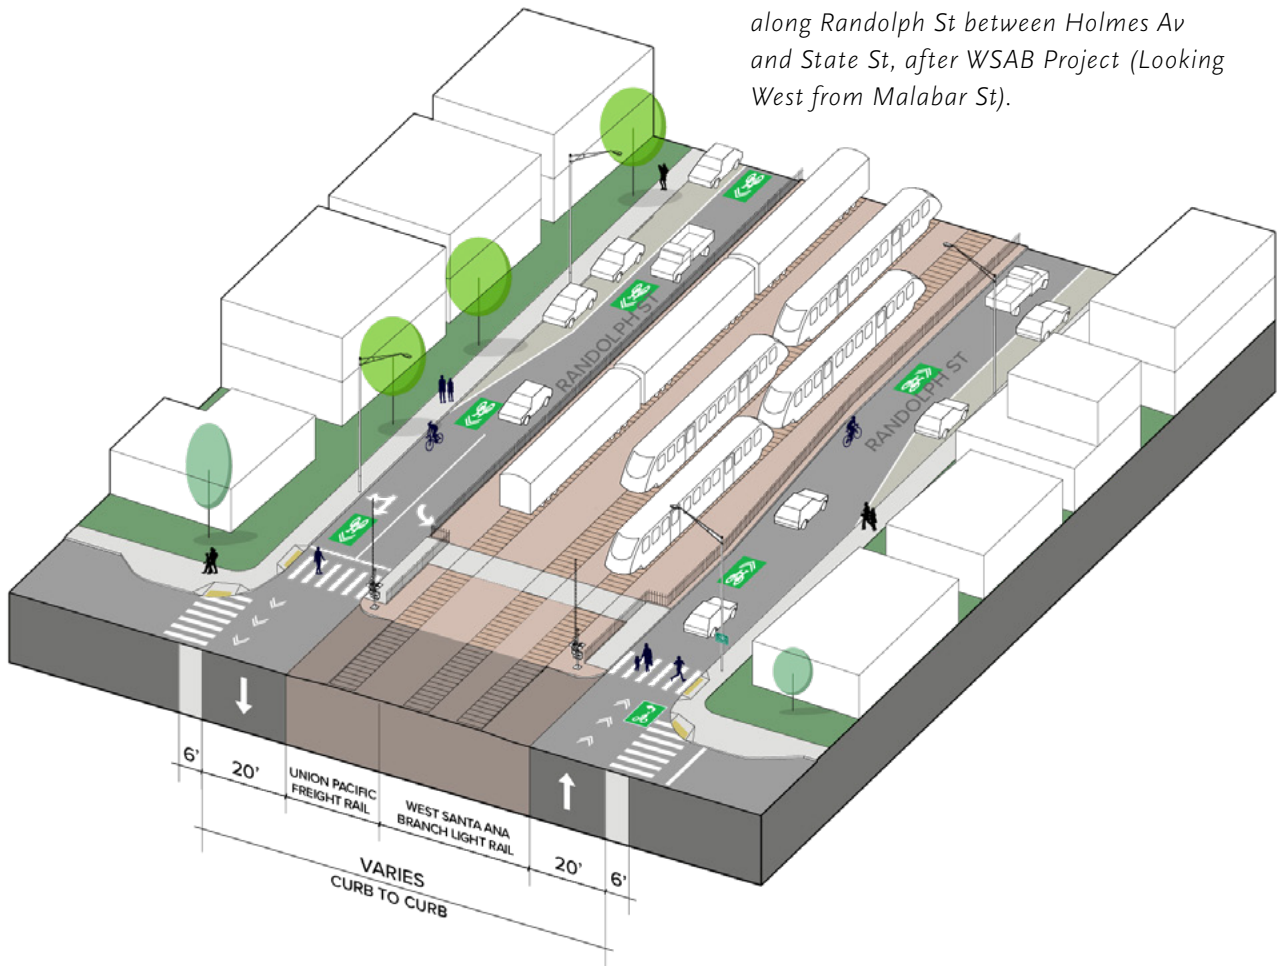 along Randolph St between Holmes Av
and State St, after WSAB Project (Looking
West from Malabar St).
RANDOLPH ST
RANDOLPH ST
6'
20'
UNION PACIFIC
FREIGHT RAIL
WEST SANTA ANA
BRANCH LIGHT RAIL
20'
6'
VARIES
CURB TO CURB